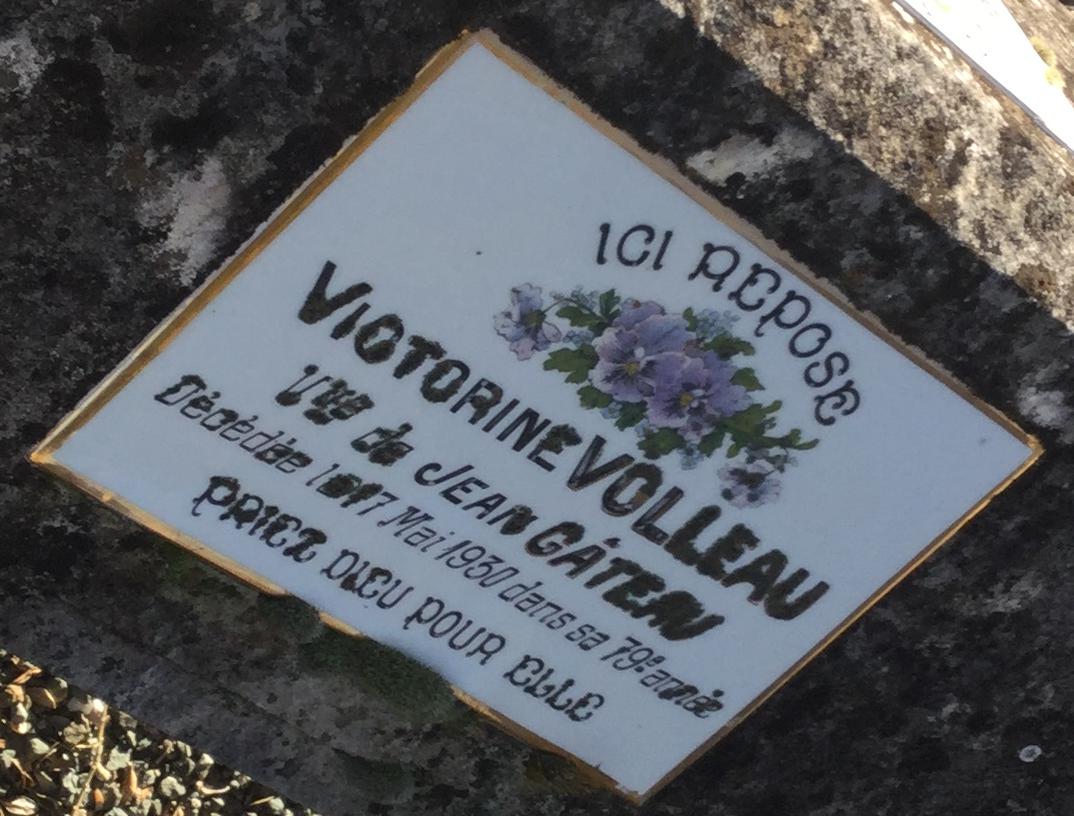 ICI REPOSE
VICTORINE VOLLEAU
Vve de JEAN GÂTEAU
Décédée le 17 Mai 1930 dans sa 79e année
PRIEZ DIEU POUR ELLE